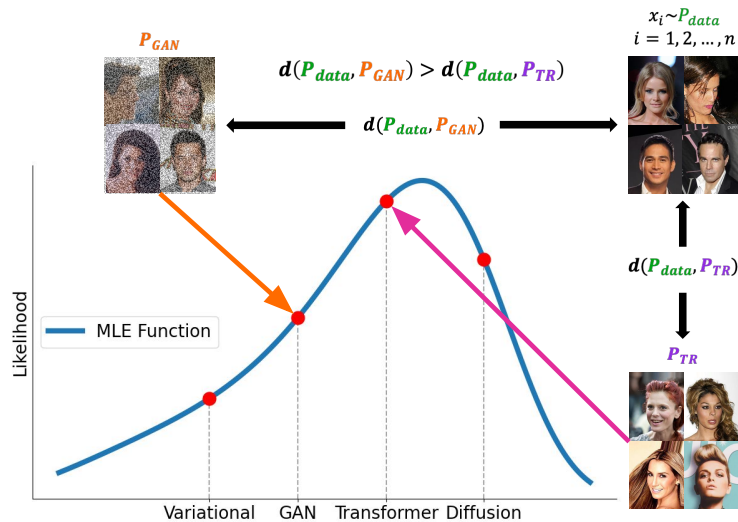 x_i~P_data
i = 1, 2, ..., n
P_GAN
d(P_data, P_GAN) > d(P_data, P_TR)
d(P_data, P_GAN)
d(P_data, P_TR)
P_TR
MLE Function
Likelihood
Variational GAN Transformer Diffusion